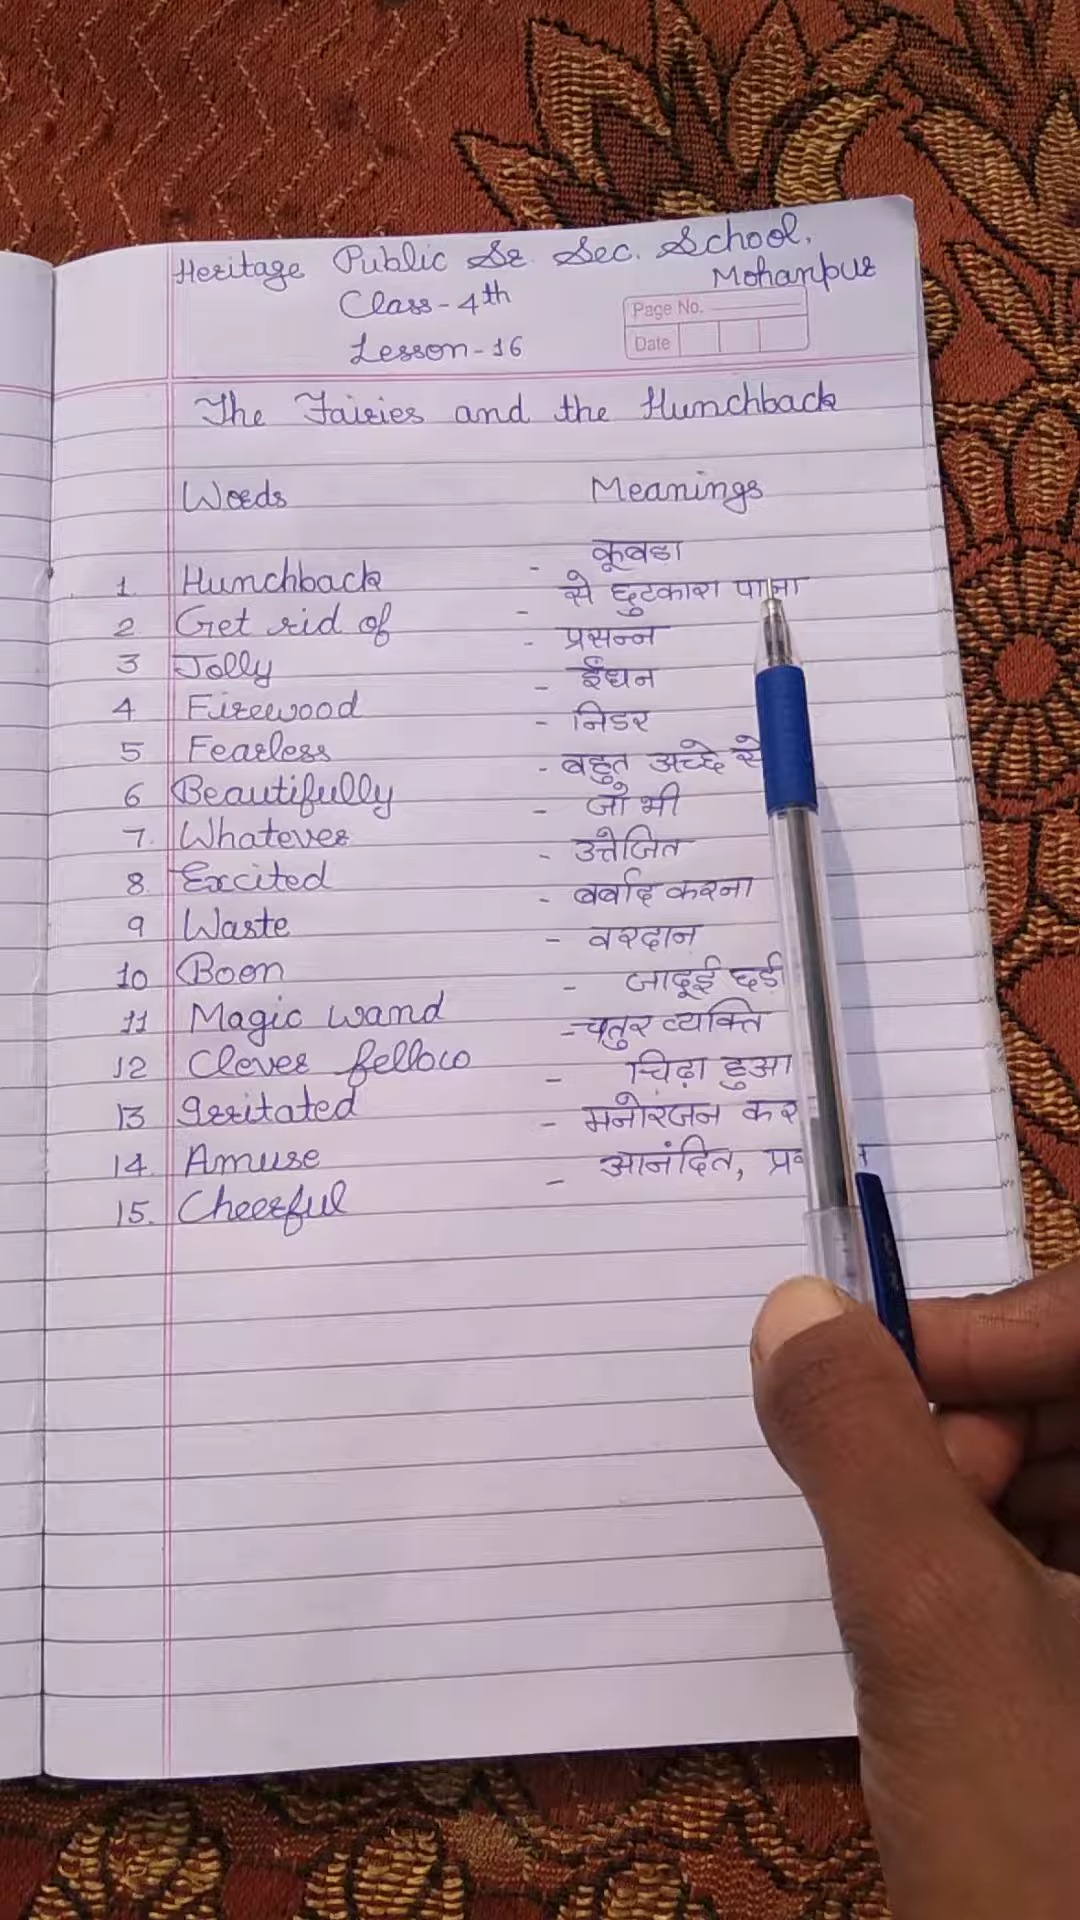 Heritage Public Sr. Sec. School,
Mohanpur
Class - 4th
Lesson - 16
Page No.
Date
The Fairies and the Hunchback
Words Meanings
1. Hunchback - कूबडा
2. Get rid of - से छुटकारा पाना
3 Jolly - प्रसन्न
4 Firewood - ईंधन
5 Fearless - निडर
6 Beautifully - बहुत अच्छे से
7. Whatever - जो भी
8. Excited - उत्तेजित
9 Waste - बर्बाद करना
10 Boon - वरदान
11 Magic wand - जादूई छड़ी
12 Clever fellow - चतुर व्यक्ति
13 Irritated - चिढ़ा हुआ
14. Amuse - मनोरंजन कर
15. Cheerful - आनंदित,